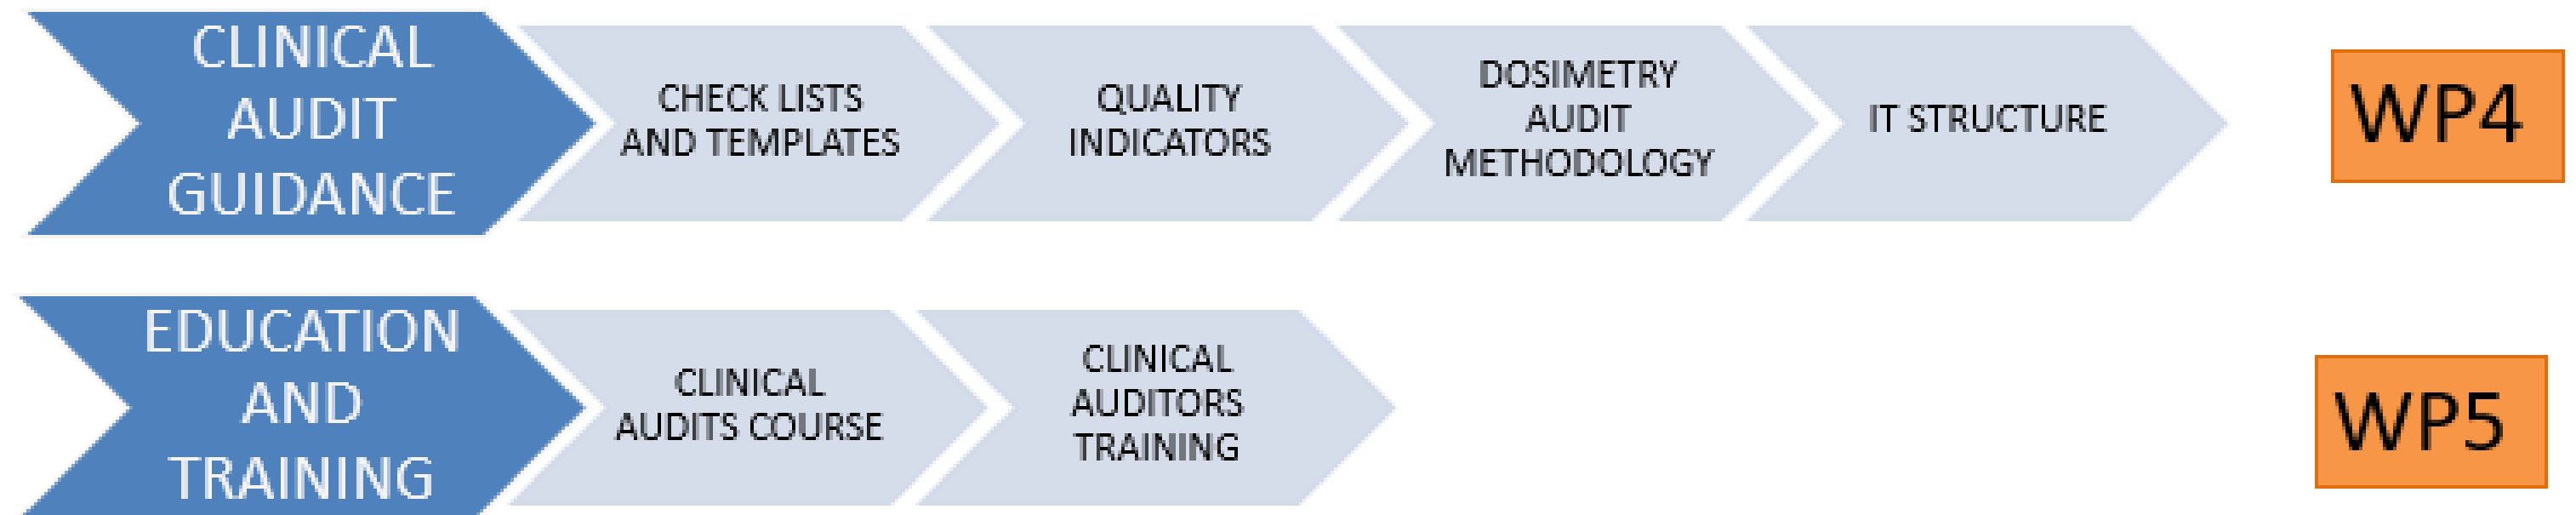 CLINICAL
AUDIT
GUIDANCE
CHECK LISTS
AND TEMPLATES
QUALITY
INDICATORS
DOSIMETRY
AUDIT
METHODOLOGY
IT STRUCTURE
WP4
EDUCATION
AND
TRAINING
CLINICAL
AUDITS COURSE
CLINICAL
AUDITORS
TRAINING
WP5